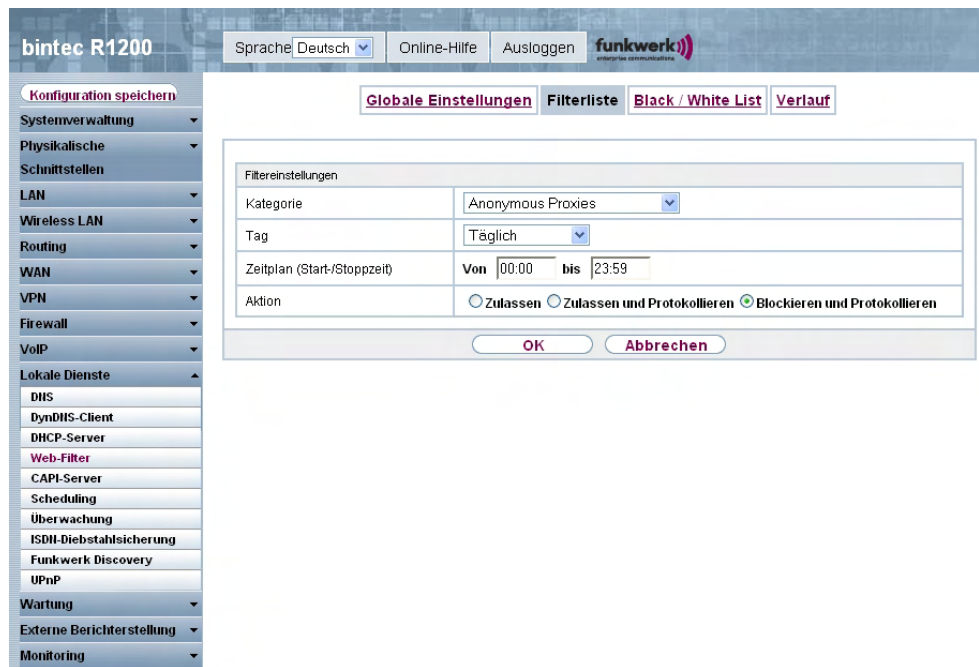 bintec R1200
Sprache Deutsch Online-Hilfe Ausloggen funkwerk
enterprise communications
Konfiguration speichern
Systemverwaltung
Physikalische
Schnittstellen
LAN
Wireless LAN
Routing
WAN
VPN
Firewall
VoIP
Lokale Dienste
DNS
DynDNS-Client
DHCP-Server
Web-Filter
CAPI-Server
Scheduling
Überwachung
ISDN-Diebstahlsicherung
Funkwerk Discovery
UPnP
Wartung
Externe Berichterstellung
Monitoring
Globale Einstellungen Filterliste Black / White List Verlauf
Filtereinstellungen
Kategorie Anonymous Proxies
Tag Täglich
Zeitplan (Start-/Stoppzeit) Von 00:00 bis 23:59
Aktion Zulassen Zulassen und Protokollieren Blockieren und Protokollieren
OK Abbrechen